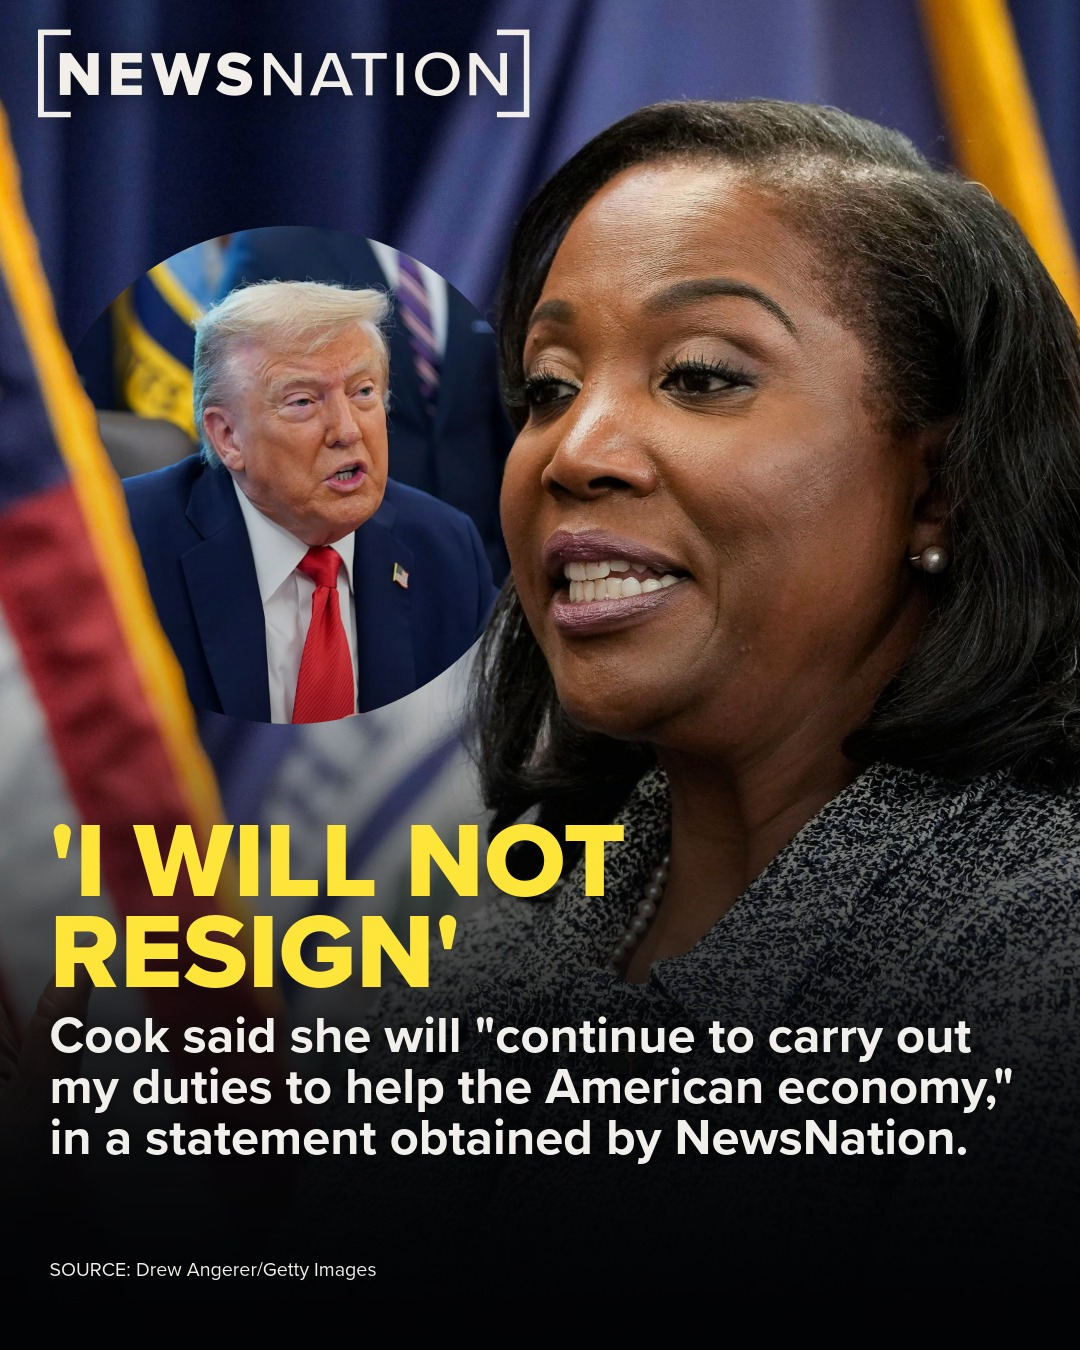 NEWSNATION
'I WILL NOT
RESIGN'
Cook said she will "continue to carry out
my duties to help the American economy,"
in a statement obtained by NewsNation.
SOURCE: Drew Angerer/Getty Images